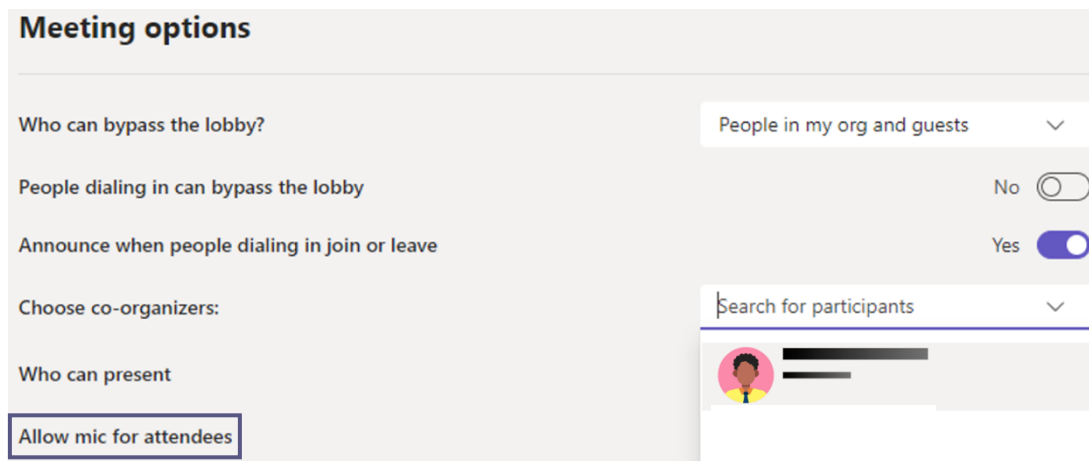 Meeting options
Who can bypass the lobby?
People in my org and guests
People dialing in can bypass the lobby
No
Announce when people dialing in join or leave
Yes
Choose co-organizers:
Search for participants
Who can present
Allow mic for attendees